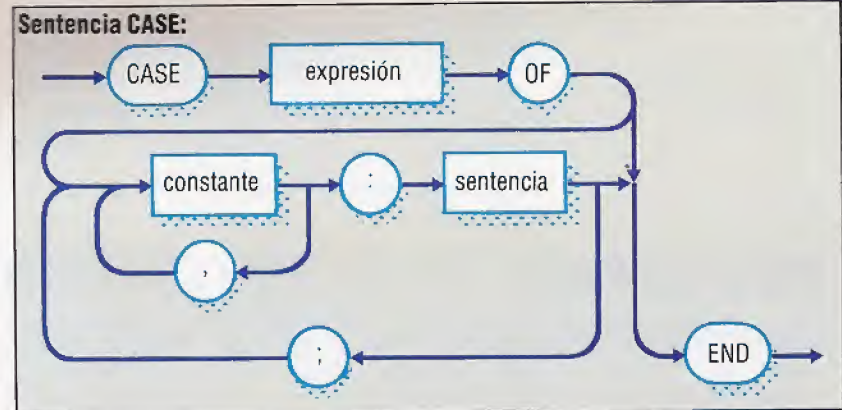 Sentencia CASE:
CASE expresión OF
constante : sentencia
,
;
END